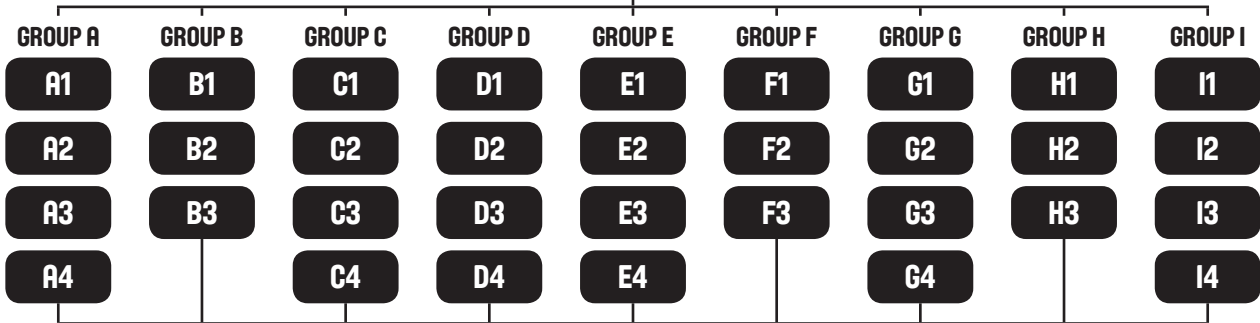 GROUP A GROUP B GROUP C GROUP D GROUP E GROUP F GROUP G GROUP H GROUP I
A1 B1 C1 D1 E1 F1 G1 H1 I1
A2 B2 C2 D2 E2 F2 G2 H2 I2
A3 B3 C3 D3 E3 F3 G3 H3 I3
A4 C4 D4 E4 G4 I4